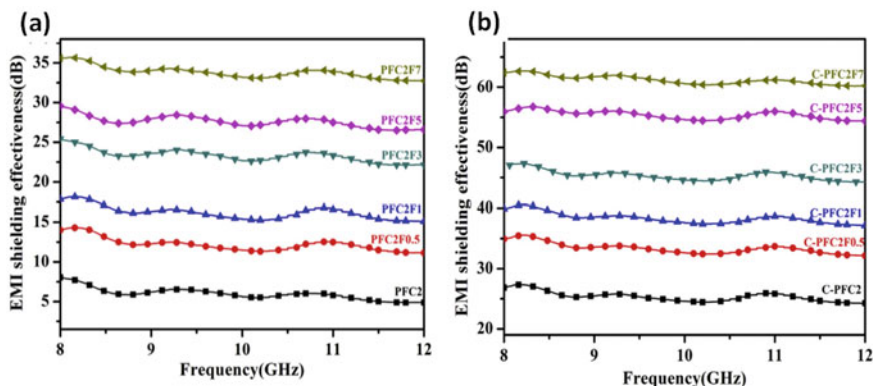 (a)
EMI shielding effectiveness(dB)
35
30
25
20
15
10
5
PFC2F7
PFC2F5
PFC2F3
PFC2F1
PFC2F0.5
PFC2
8
9
10
11
12
Frequency(GHz)
(b)
EMI shielding effectiveness(dB)
60
50
40
30
20
C-PFC2F7
C-PFC2F5
C-PFC2F3
C-PFC2F1
C-PFC2F0.5
C-PFC2
8
9
10
11
12
Frequency(GHz)